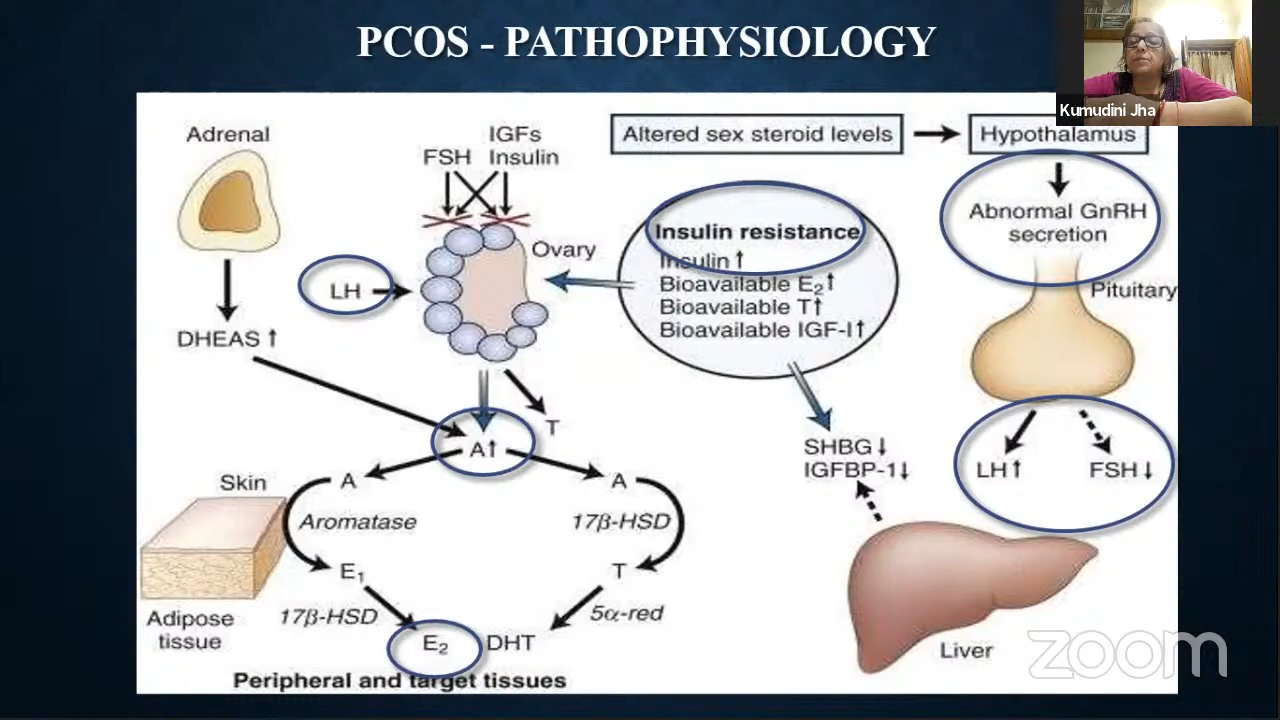 PCOS - PATHOPHYSIOLOGY
Kumudini Jha
Adrenal
IGFs
FSH Insulin
Altered sex steroid levels
Hypothalamus
Abnormal GnRH
secretion
Ovary
Insulin resistance
Insulin ↑
Bioavailable E₂↑
Bioavailable T↑
Bioavailable IGF-I↑
LH
Pituitary
DHEAS ↑
T
A↑
SHBG↓
IGFBP-1↓
LH↑
FSH↓
Skin
A
A
Aromatase
17β-HSD
E₁
T
Adipose
tissue
17β-HSD
5α-red
E₂
DHT
Liver
Peripheral and target tissues
zoom